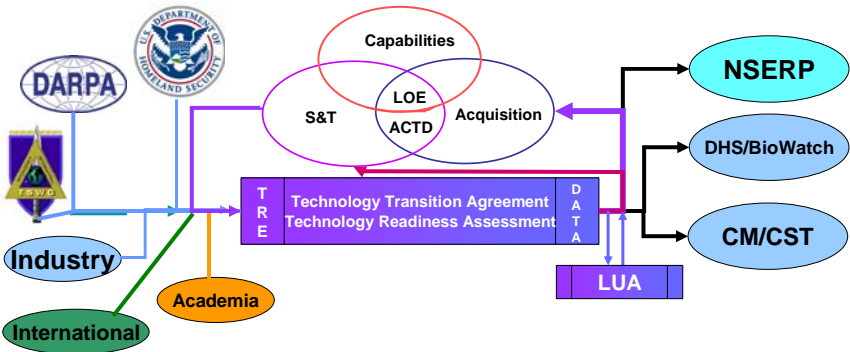 U.S. DEPARTMENT OF
HOMELAND SECURITY
DARPA
TSWG
Capabilities
LOE
S&T
Acquisition
ACTD
NSERP
DHS/BioWatch
CM/CST
T
R
E
Technology Transition Agreement
Technology Readiness Assessment
D
A
T
A
LUA
Industry
Academia
International